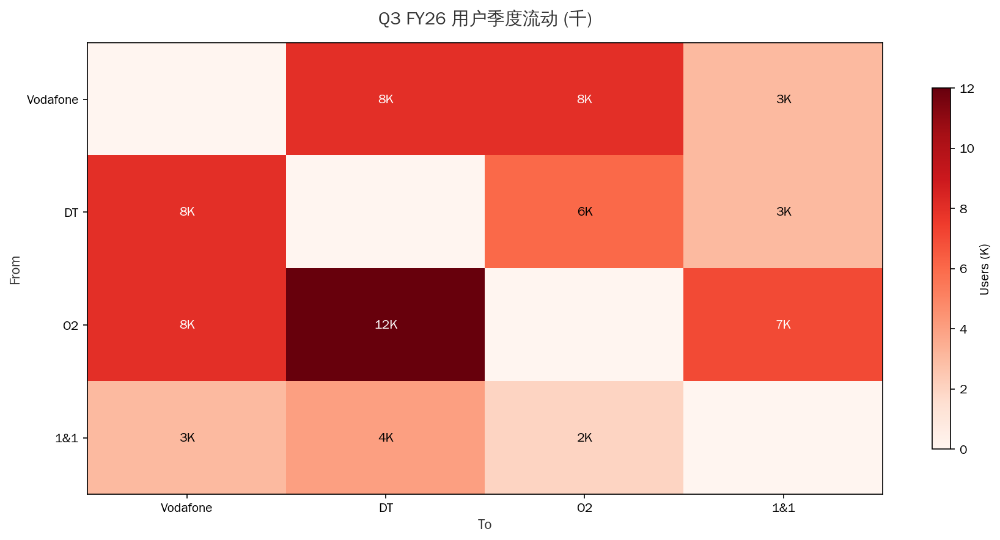 Q3 FY26 用户季度流动 (千)
Vodafone 8K 8K 3K
DT 8K 6K 3K
O2 8K 12K 7K
1&1 3K 4K 2K
Vodafone DT O2 1&1
To
From
12
10
8
6
4
2
0
Users (K)